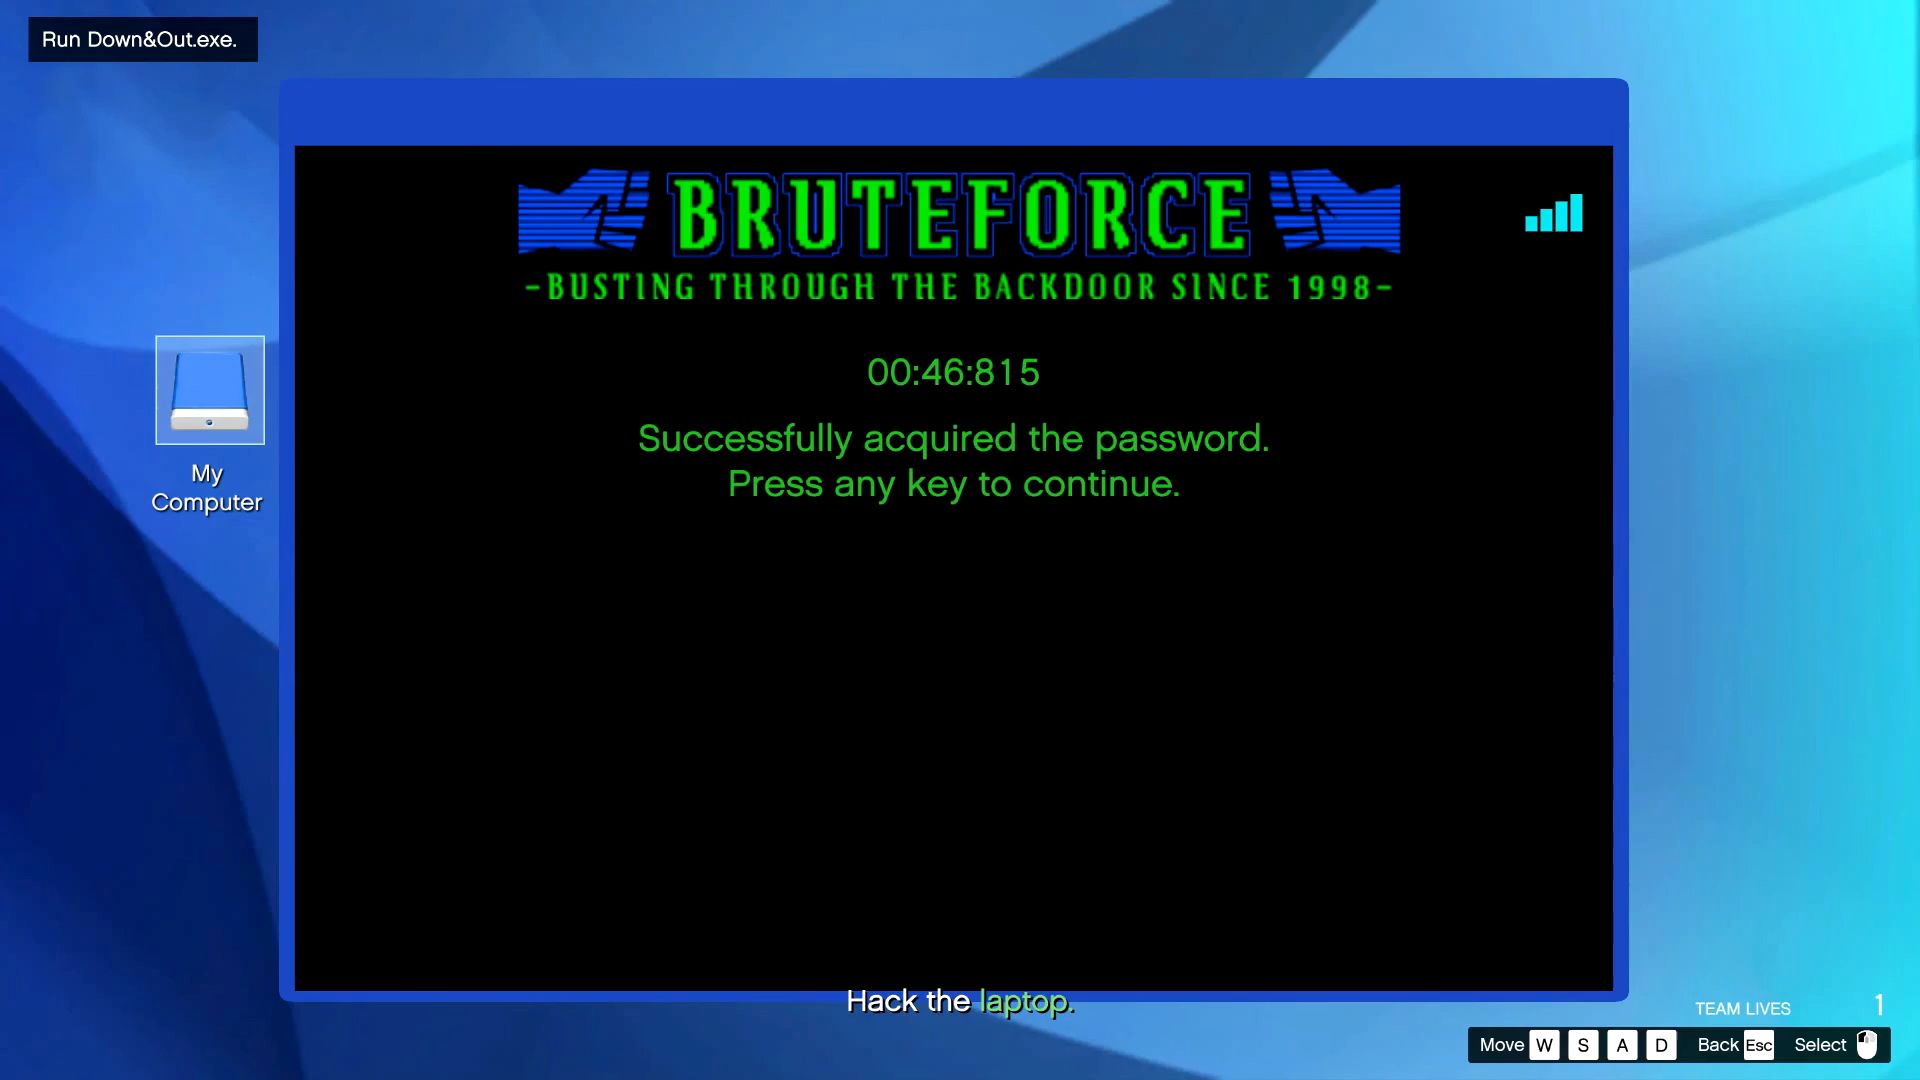 Run Down&Out.exe.
BRUTEFORCE
-BUSTING THROUGH THE BACKDOOR SINCE 1998-
00:46:815
Successfully acquired the password.
Press any key to continue.
My
Computer
Hack the laptop.
TEAM LIVES 1
Move W S A D Back Esc Select